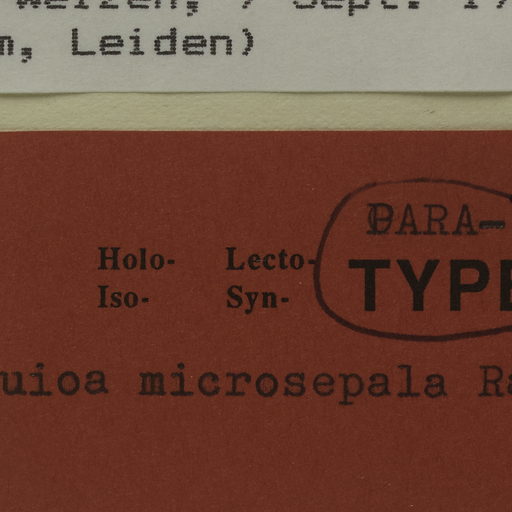 m, Leiden)
PARA-
Holo- Lecto- TYPE
Iso- Syn-
uioa microsepala Ra